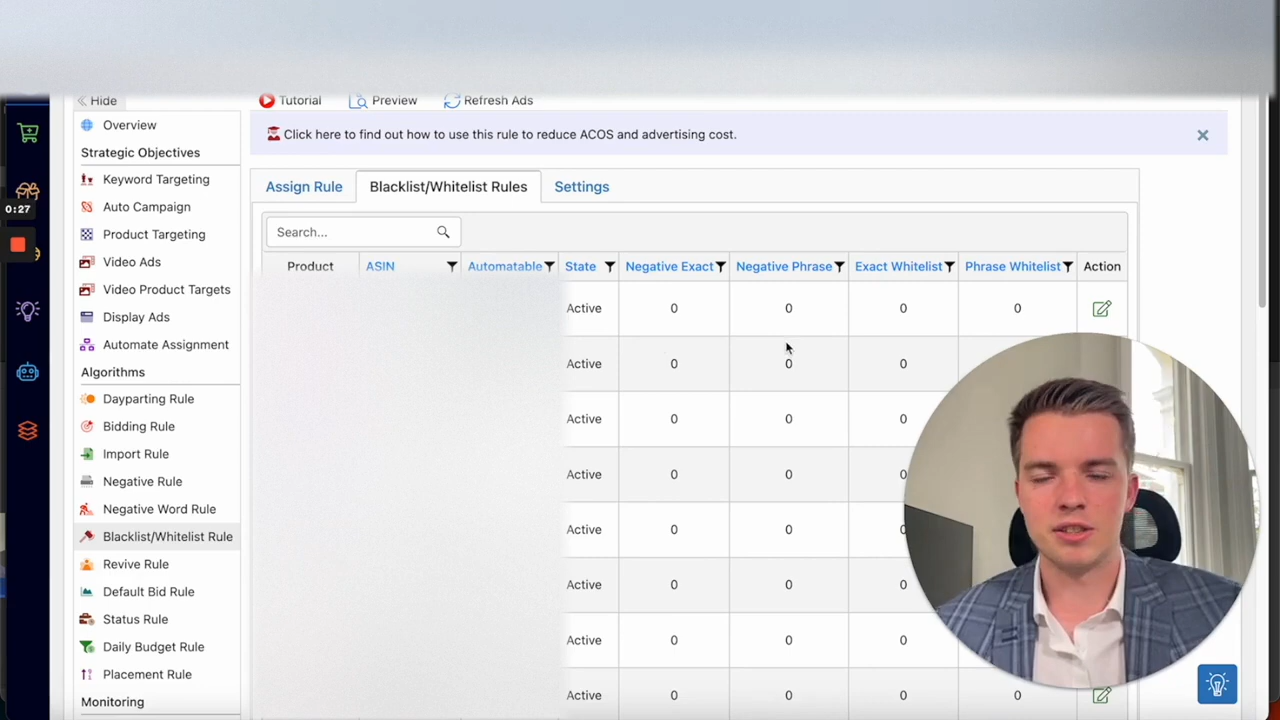 Hide
Tutorial Preview Refresh Ads
Overview
Click here to find out how to use this rule to reduce ACOS and advertising cost.
Strategic Objectives
Keyword Targeting
Auto Campaign
Product Targeting
Video Ads
Video Product Targets
Display Ads
Automate Assignment
Algorithms
Dayparting Rule
Bidding Rule
Import Rule
Negative Rule
Negative Word Rule
Blacklist/Whitelist Rule
Revive Rule
Default Bid Rule
Status Rule
Daily Budget Rule
Placement Rule
Monitoring
0:27
Assign Rule Blacklist/Whitelist Rules Settings
Search...
Product ASIN Automatable State Negative Exact Negative Phrase Exact Whitelist Phrase Whitelist Action
Active 0 0 0 0
Active 0 0 0
Active 0 0 0
Active 0 0 0
Active 0 0 0
Active 0 0 0
Active 0 0 0
Active 0 0 0 0